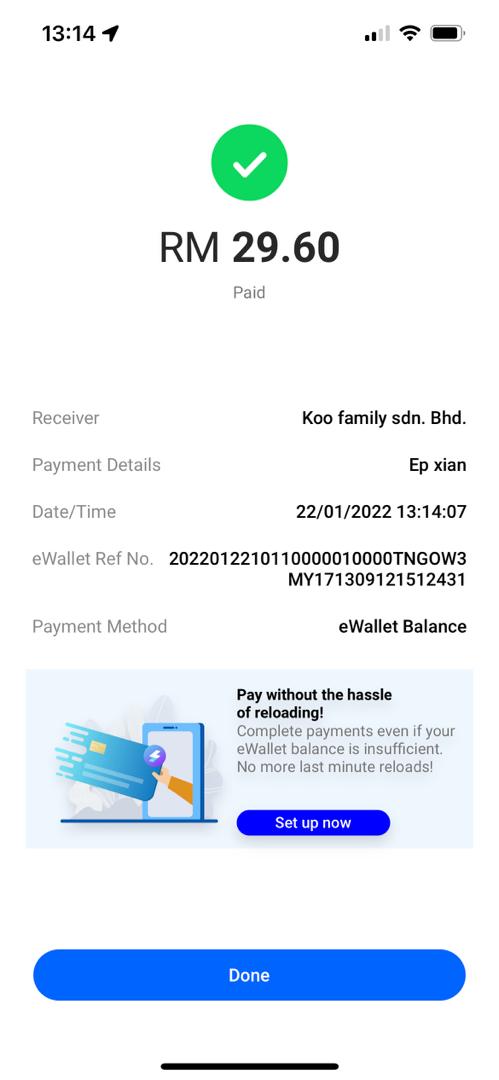 13:14
RM 29.60
Paid
Receiver Koo family sdn. Bhd.
Payment Details Ep xian
Date/Time 22/01/2022 13:14:07
eWallet Ref No. 2022012210110000010000TNGOW3
MY171309121512431
Payment Method eWallet Balance
Pay without the hassle
of reloading!
Complete payments even if your
eWallet balance is insufficient.
No more last minute reloads!
Set up now
Done